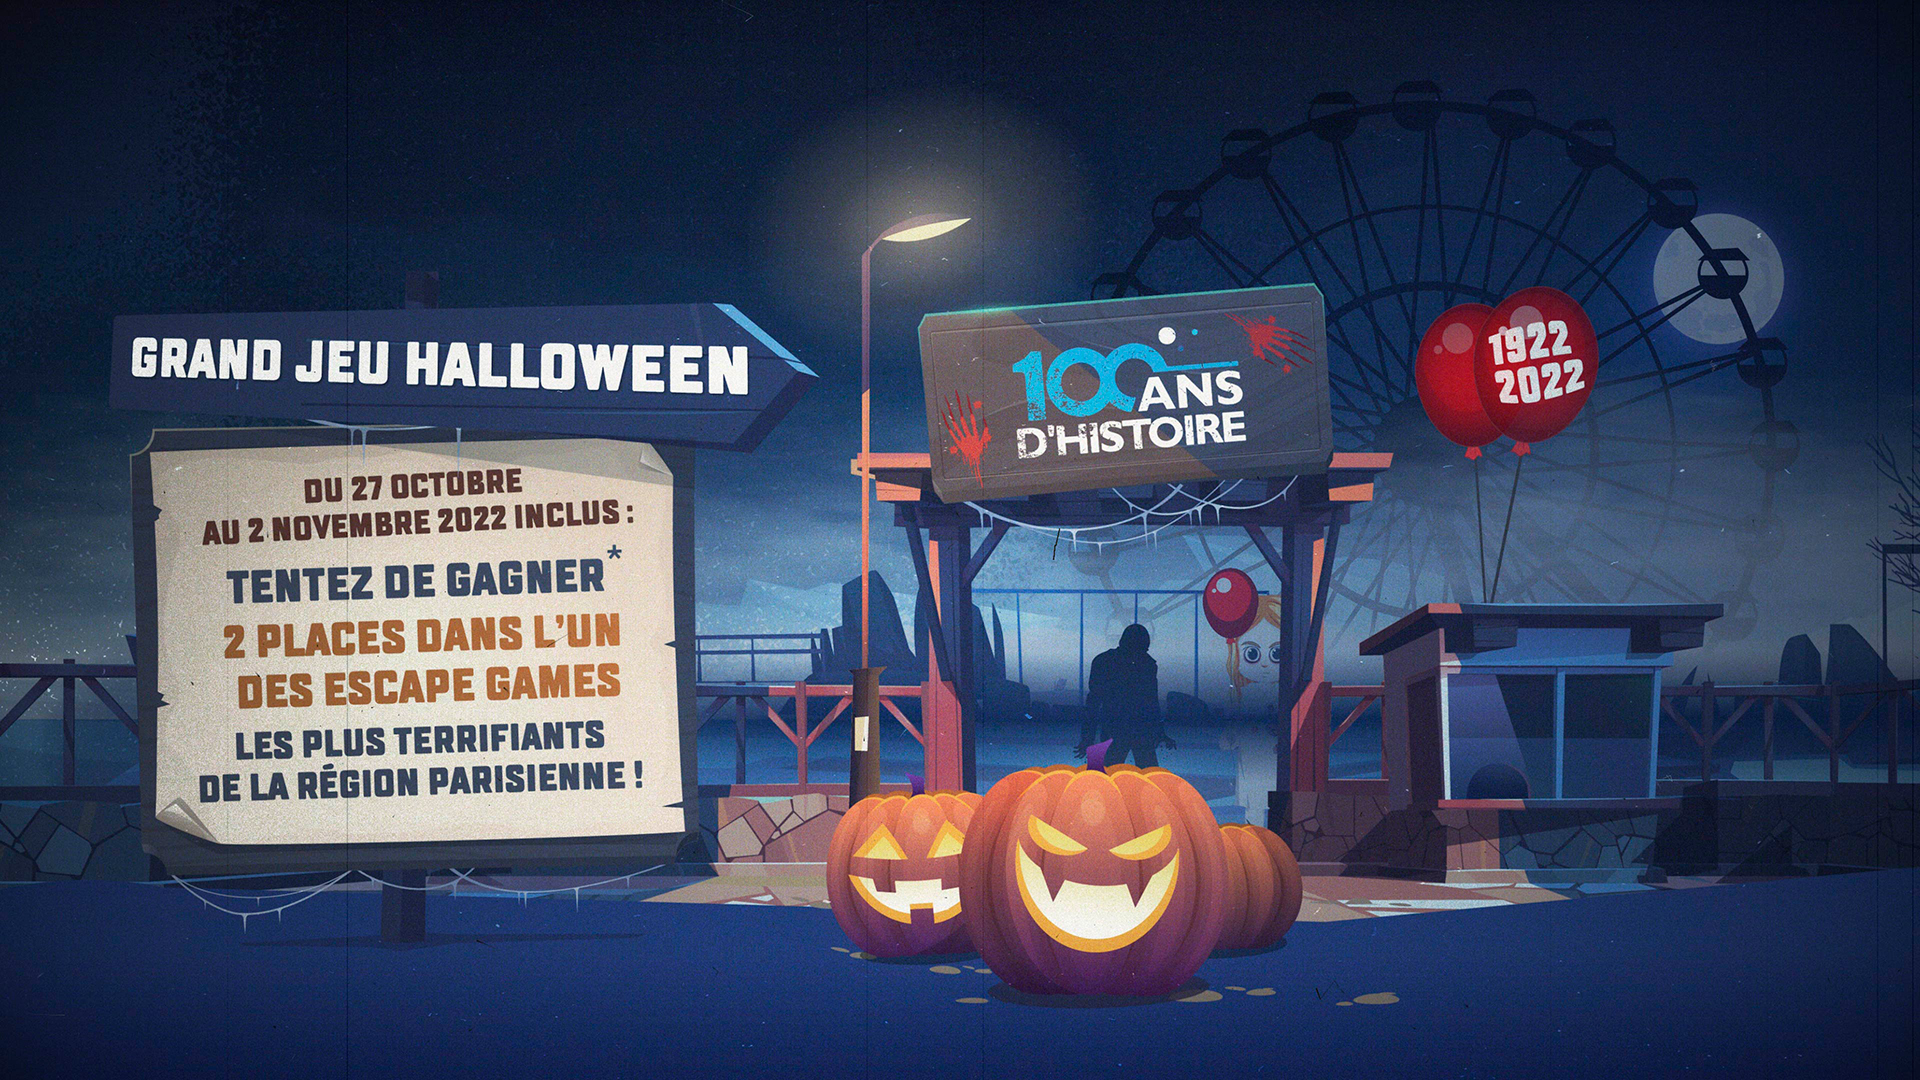 GRAND JEU HALLOWEEN
DU 27 OCTOBRE
AU 2 NOVEMBRE 2022 INCLUS :
TENTEZ DE GAGNER*
2 PLACES DANS L'UN
DES ESCAPE GAMES
LES PLUS TERRIFIANTS
DE LA RÉGION PARISIENNE !
100 ANS
D'HISTOIRE
1922
2022